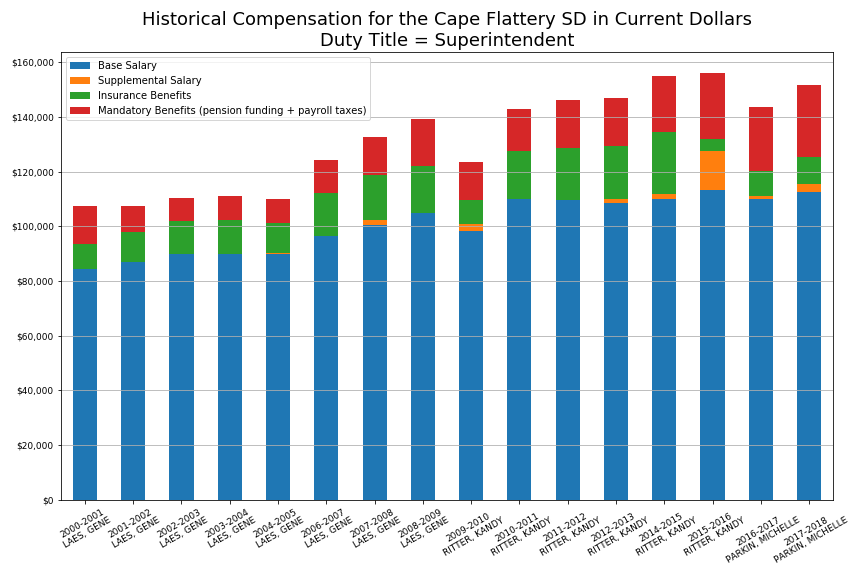 Historical Compensation for the Cape Flattery SD in Current Dollars
Duty Title = Superintendent
Base Salary
Supplemental Salary
Insurance Benefits
Mandatory Benefits (pension funding + payroll taxes)
$160,000
$140,000
$120,000
$100,000
$80,000
$60,000
$40,000
$20,000
$0
2000-2001
LAES, GENE
2001-2002
LAES, GENE
2002-2003
LAES, GENE
2003-2004
LAES, GENE
2004-2005
LAES, GENE
2006-2007
LAES, GENE
2007-2008
LAES, GENE
2008-2009
LAES, GENE
2009-2010
RITTER, KANDY
2010-2011
RITTER, KANDY
2011-2012
RITTER, KANDY
2012-2013
RITTER, KANDY
2014-2015
RITTER, KANDY
2015-2016
RITTER, KANDY
2016-2017
PARKIN, MICHELLE
2017-2018
PARKIN, MICHELLE